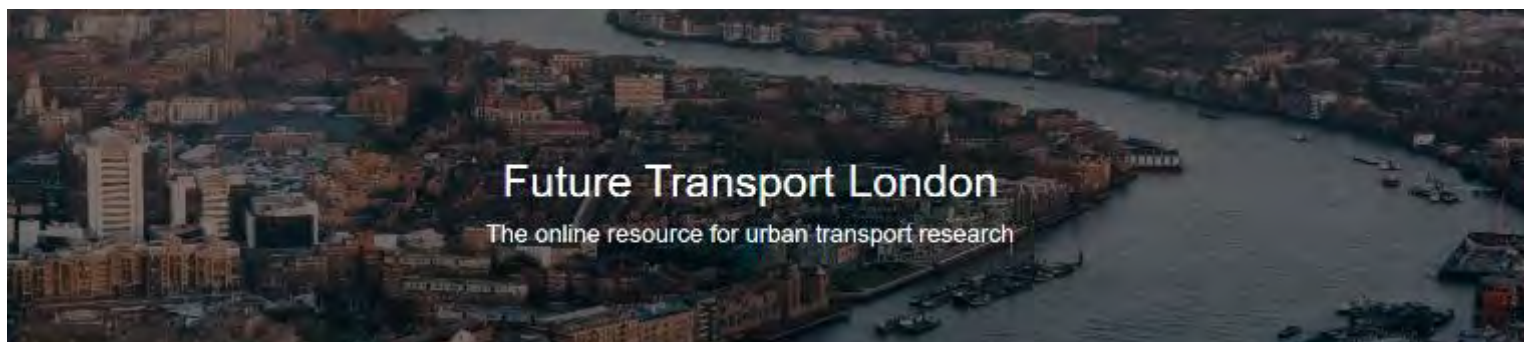 Future Transport London
The online resource for urban transport research